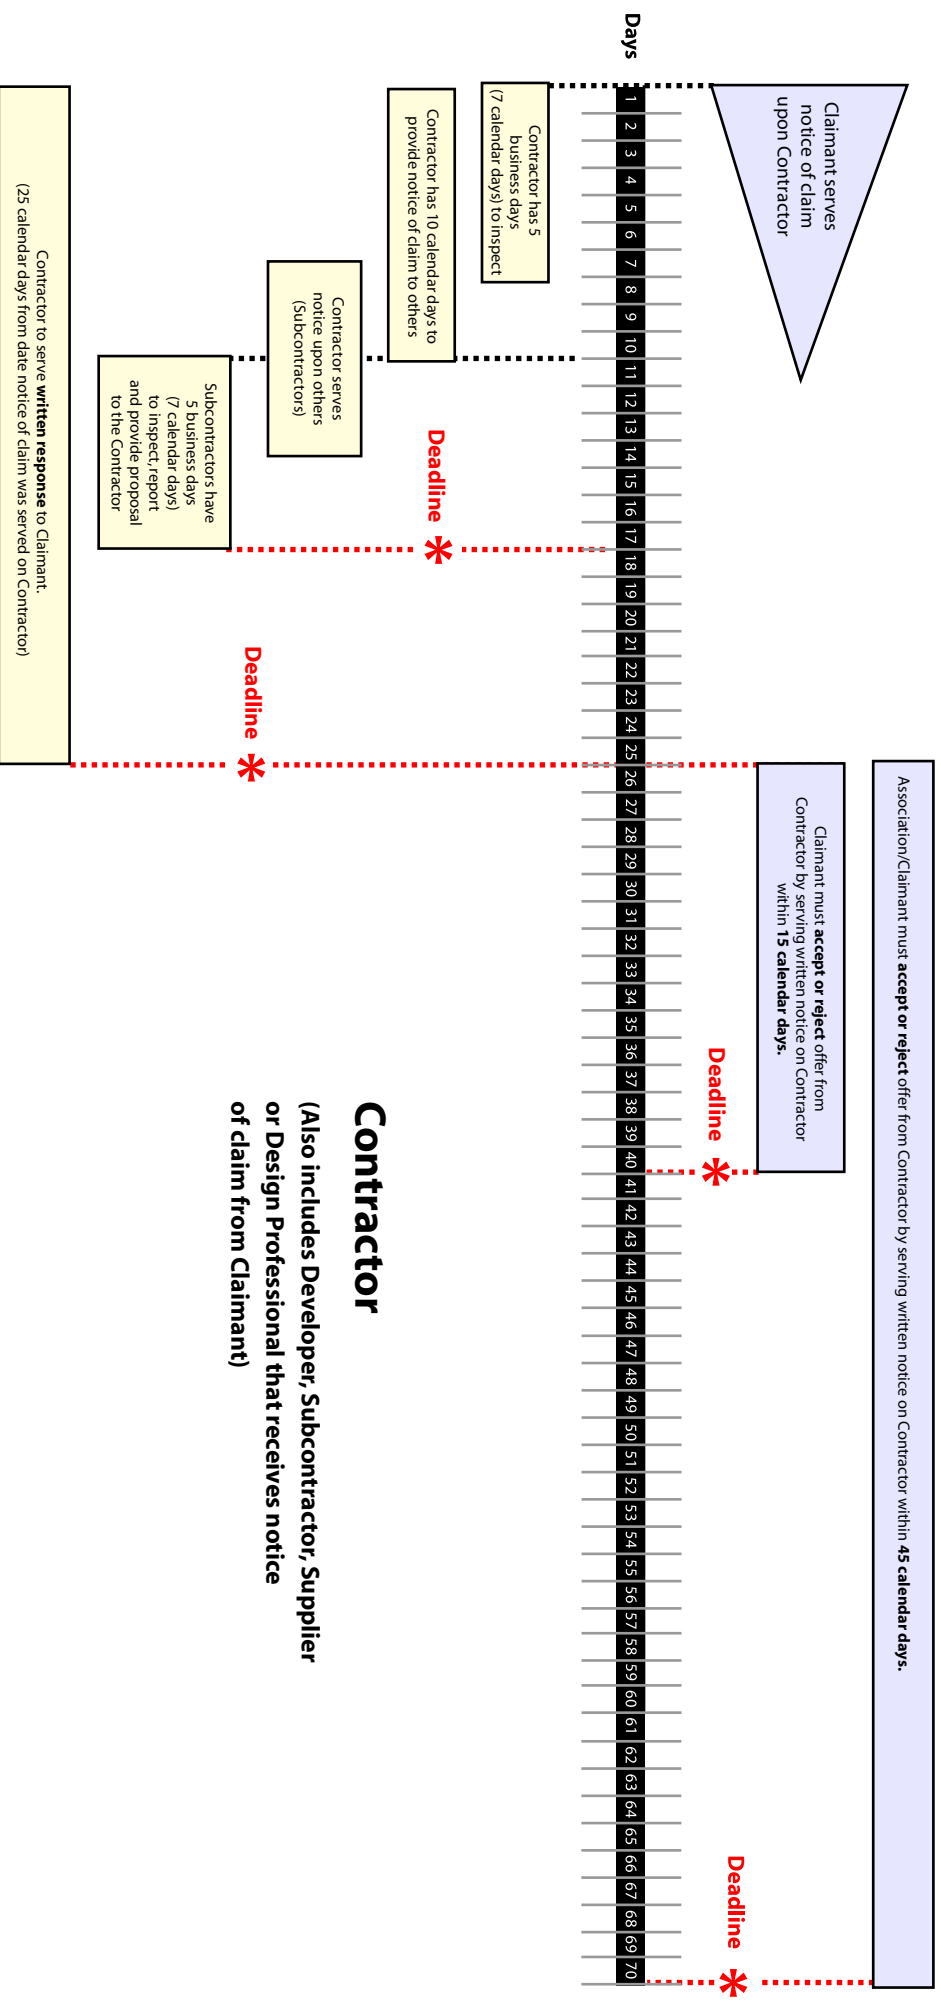 Association/Claimant must accept or reject offer from Contractor by serving written notice on Contractor within 45 calendar days.
Claimant serves
notice of claim
upon Contractor
Claimant must accept or reject offer from
Contractor by serving written notice on Contractor
within 15 calendar days.
Deadline
*
Deadline
*
Days
1 2 3 4 5 6 7 8 9 10 11 12 13 14 15 16 17 18 19 20 21 22 23 24 25 26 27 28 29 30 31 32 33 34 35 36 37 38 39 40 41 42 43 44 45 46 47 48 49 50 51 52 53 54 55 56 57 58 59 60 61 62 63 64 65 66 67 68 69 70
Contractor has 5
business days
(7 calendar days) to inspect
Contractor has 10 calendar days to
provide notice of claim to others
Deadline
*
Contractor serves
notice upon others
(Subcontractors)
Subcontractors have
5 business days
(7 calendar days)
to inspect, report
and provide proposal
to the Contractor
Deadline
*
Contractor to serve written response to Claimant.
(25 calendar days from date notice of claim was served on Contractor)
Contractor
(Also includes Developer, Subcontractor, Supplier
or Design Professional that receives notice
of claim from Claimant)